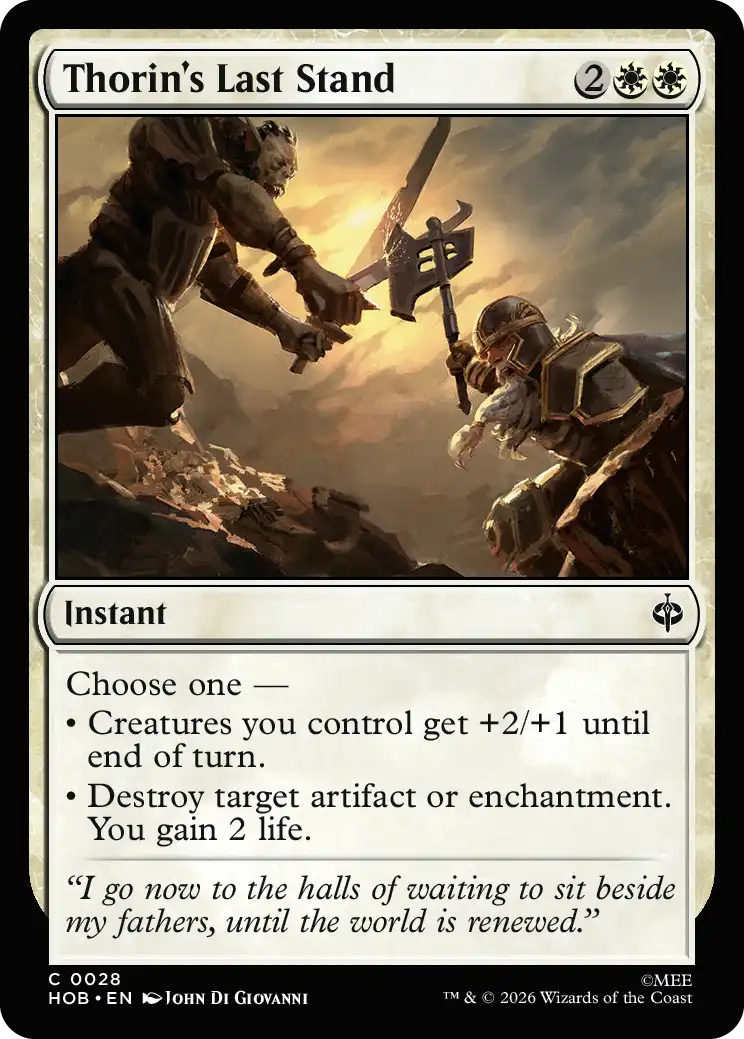 Thorin's Last Stand 2
Instant
Choose one —
• Creatures you control get +2/+1 until
end of turn.
• Destroy target artifact or enchantment.
You gain 2 life.
“I go now to the halls of waiting to sit beside
my fathers, until the world is renewed.”
C 0028
HOB • EN John Di Giovanni
©MEE
™ & © 2026 Wizards of the Coast